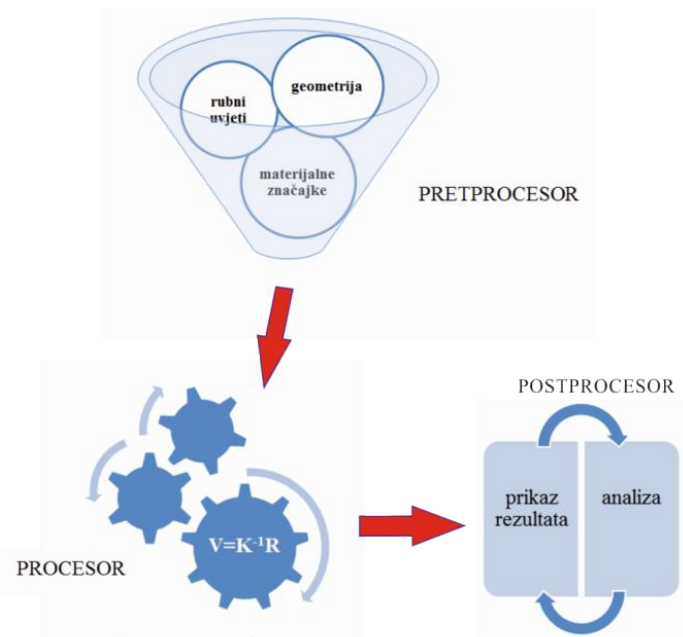 geometrija
rubni
uvjeti
materijalne
značajke
PRETPROCESOR
POSTPROCESOR
prikaz
rezultata
analiza
V=K⁻¹R
PROCESOR